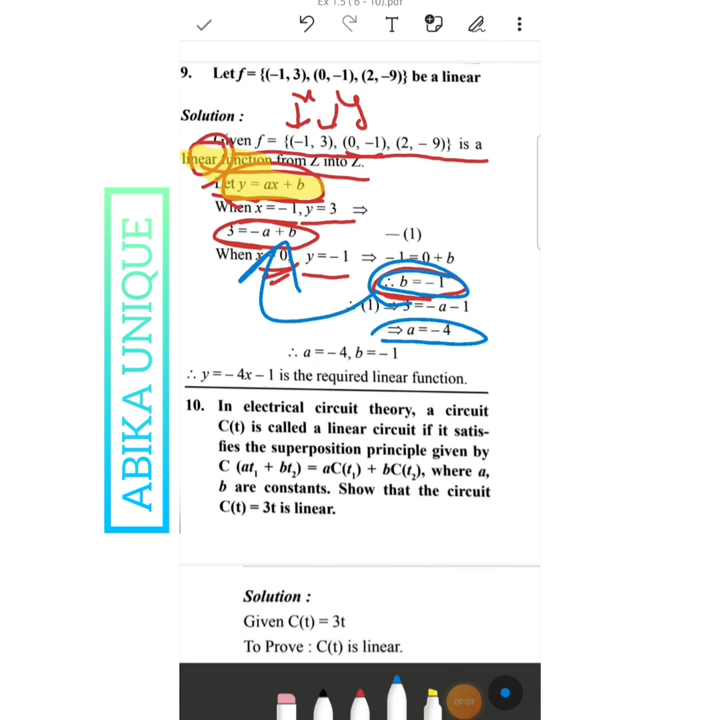 Ex 1.5 ( 6 - 10).pdf
9. Let f = {(–1, 3), (0, –1), (2, –9)} be a linear
Solution :
x y
Given f = {(–1, 3), (0, –1), (2, – 9)} is a
linear function from Z into Z.
Let y = ax + b
When x = – 1, y = 3 ⇒
3 = – a + b — (1)
When x = 0, y = – 1 ⇒ – 1 = 0 + b
∴ b = – 1
∴ (1) ⇒ 3 = – a – 1
⇒ a = – 4
∴ a = – 4, b = – 1
∴ y = – 4x – 1 is the required linear function.
10. In electrical circuit theory, a circuit
C(t) is called a linear circuit if it satis-
fies the superposition principle given by
C (at₁ + bt₂) = aC(t₁) + bC(t₂), where a,
b are constants. Show that the circuit
C(t) = 3t is linear.
Solution :
Given C(t) = 3t
To Prove : C(t) is linear.
ABIKA UNIQUE
09:09